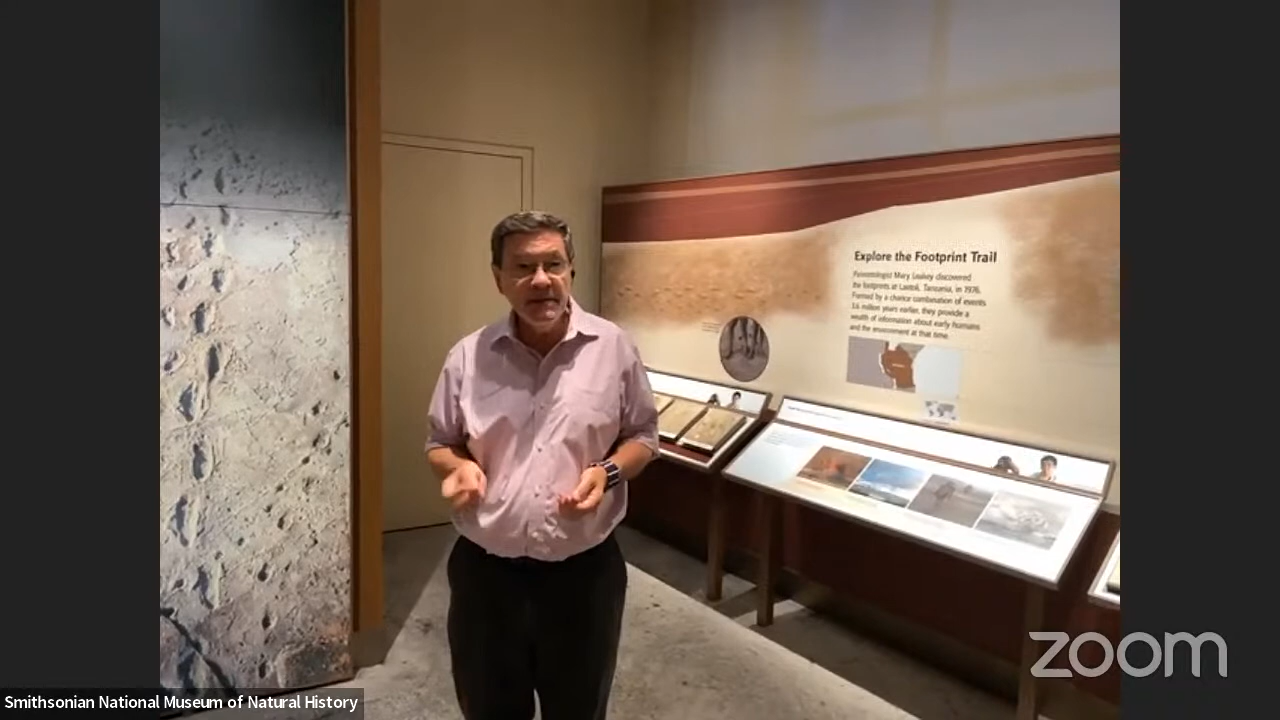 Explore the Footprint Trail
Paleontologist Mary Leakey discovered
the footprints at Laetoli, Tanzania, in 1976.
Formed by a chance combination of events
3.6 million years earlier, they provide a
wealth of information about early humans
and the environment at that time.
zoom
Smithsonian National Museum of Natural History